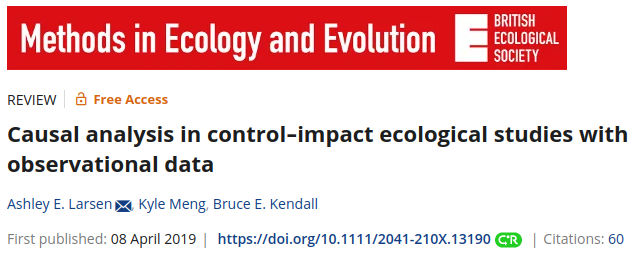 Methods in Ecology and Evolution
BRITISH
ECOLOGICAL
SOCIETY
REVIEW
Free Access
Causal analysis in control–impact ecological studies with
observational data
Ashley E. Larsen, Kyle Meng, Bruce E. Kendall
First published: 08 April 2019 | https://doi.org/10.1111/2041-210X.13190 | Citations: 60